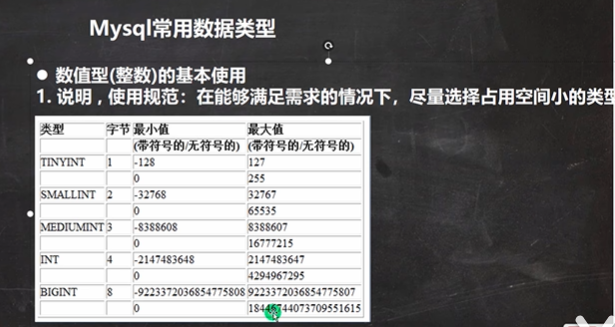 Mysql常用数据类型
● 数值型(整数)的基本使用
1. 说明，使用规范：在能够满足需求的情况下，尽量选择占用空间小的类型
类型 字节 最小值 最大值
(带符号的/无符号的) (带符号的/无符号的)
TINYINT 1 -128 127
0 255
SMALLINT 2 -32768 32767
0 65535
MEDIUMINT 3 -8388608 8388607
0 16777215
INT 4 -2147483648 2147483647
0 4294967295
BIGINT 8 -9223372036854775808 9223372036854775807
0